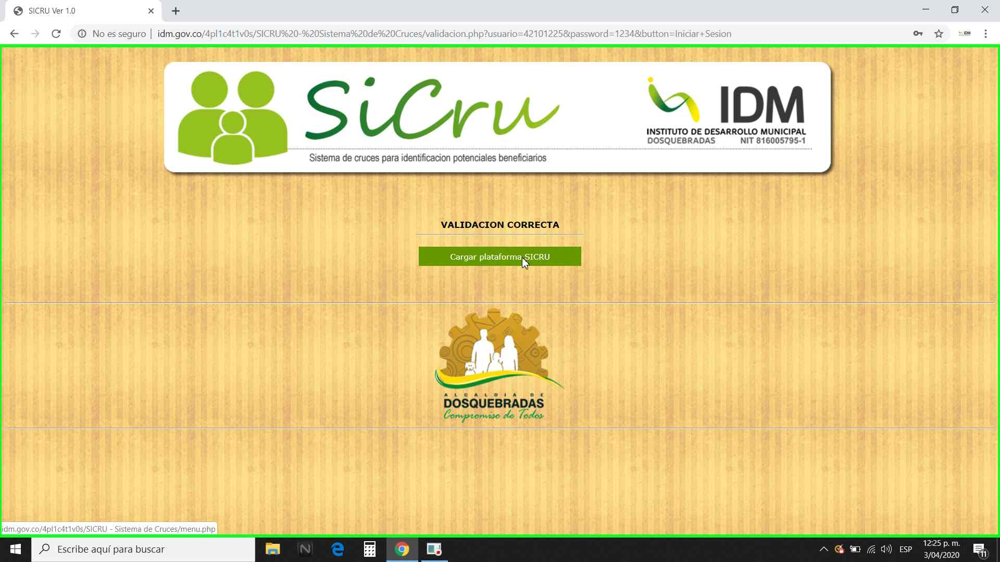 SICRU Ver 1.0
No es seguro | idm.gov.co/4pl1c4t1v0s/SICRU%20-%20Sistema%20de%20Cruces/validacion.php?usuario=42101225&password=1234&button=Iniciar+Sesion
IDM
SiCru
IDM
INSTITUTO DE DESARROLLO MUNICIPAL
DOSQUEBRADAS NIT 816005795-1
Sistema de cruces para identificacion potenciales beneficiarios
VALIDACION CORRECTA
Cargar plataforma SICRU
ALCALDIA DE
DOSQUEBRADAS
Compromiso de Todos
idm.gov.co/4pl1c4t1v0s/SICRU - Sistema de Cruces/menu.php
Escribe aquí para buscar
N
e
ESP
12:25 p. m.
3/04/2020
11